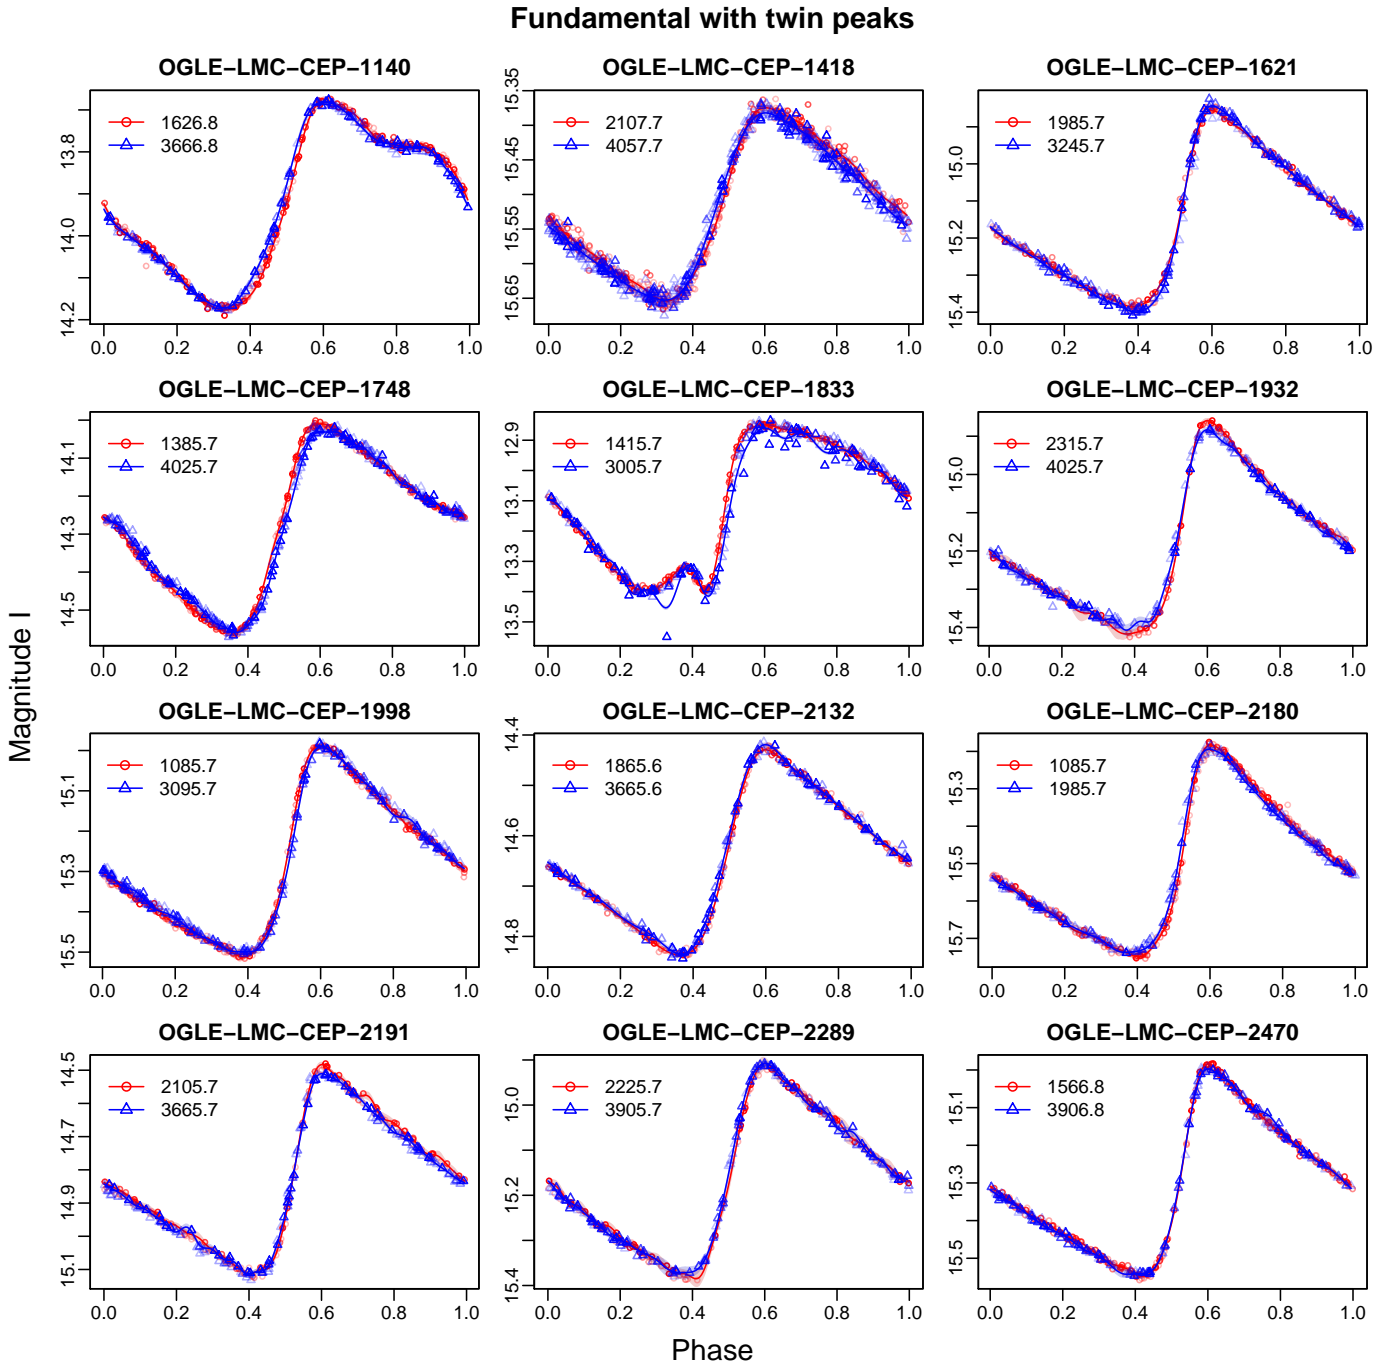 Fundamental with twin peaks
OGLE−LMC−CEP−1140
1626.8
3666.8
13.8
14.0
14.2
0.0 0.2 0.4 0.6 0.8 1.0
OGLE−LMC−CEP−1418
2107.7
4057.7
15.35
15.45
15.55
15.65
0.0 0.2 0.4 0.6 0.8 1.0
OGLE−LMC−CEP−1621
1985.7
3245.7
15.0
15.2
15.4
0.0 0.2 0.4 0.6 0.8 1.0
OGLE−LMC−CEP−1748
1385.7
4025.7
14.1
14.3
14.5
0.0 0.2 0.4 0.6 0.8 1.0
OGLE−LMC−CEP−1833
1415.7
3005.7
12.9
13.1
13.3
13.5
0.0 0.2 0.4 0.6 0.8 1.0
OGLE−LMC−CEP−1932
2315.7
4025.7
15.0
15.2
15.4
0.0 0.2 0.4 0.6 0.8 1.0
Magnitude I
OGLE−LMC−CEP−1998
1085.7
3095.7
15.1
15.3
15.5
0.0 0.2 0.4 0.6 0.8 1.0
OGLE−LMC−CEP−2132
1865.6
3665.6
14.4
14.6
14.8
0.0 0.2 0.4 0.6 0.8 1.0
OGLE−LMC−CEP−2180
1085.7
1985.7
15.3
15.5
15.7
0.0 0.2 0.4 0.6 0.8 1.0
OGLE−LMC−CEP−2191
2105.7
3665.7
14.5
14.7
14.9
15.1
0.0 0.2 0.4 0.6 0.8 1.0
OGLE−LMC−CEP−2289
2225.7
3905.7
15.0
15.2
15.4
0.0 0.2 0.4 0.6 0.8 1.0
OGLE−LMC−CEP−2470
1566.8
3906.8
15.1
15.3
15.5
0.0 0.2 0.4 0.6 0.8 1.0
Phase